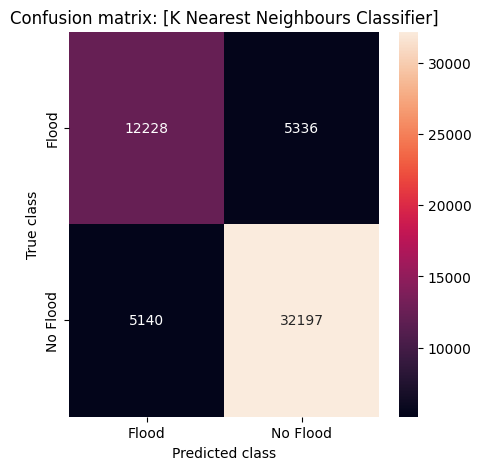 Confusion matrix: [K Nearest Neighbours Classifier]
True class
Flood
No Flood
12228
5336
5140
32197
Flood
No Flood
Predicted class
30000
25000
20000
15000
10000